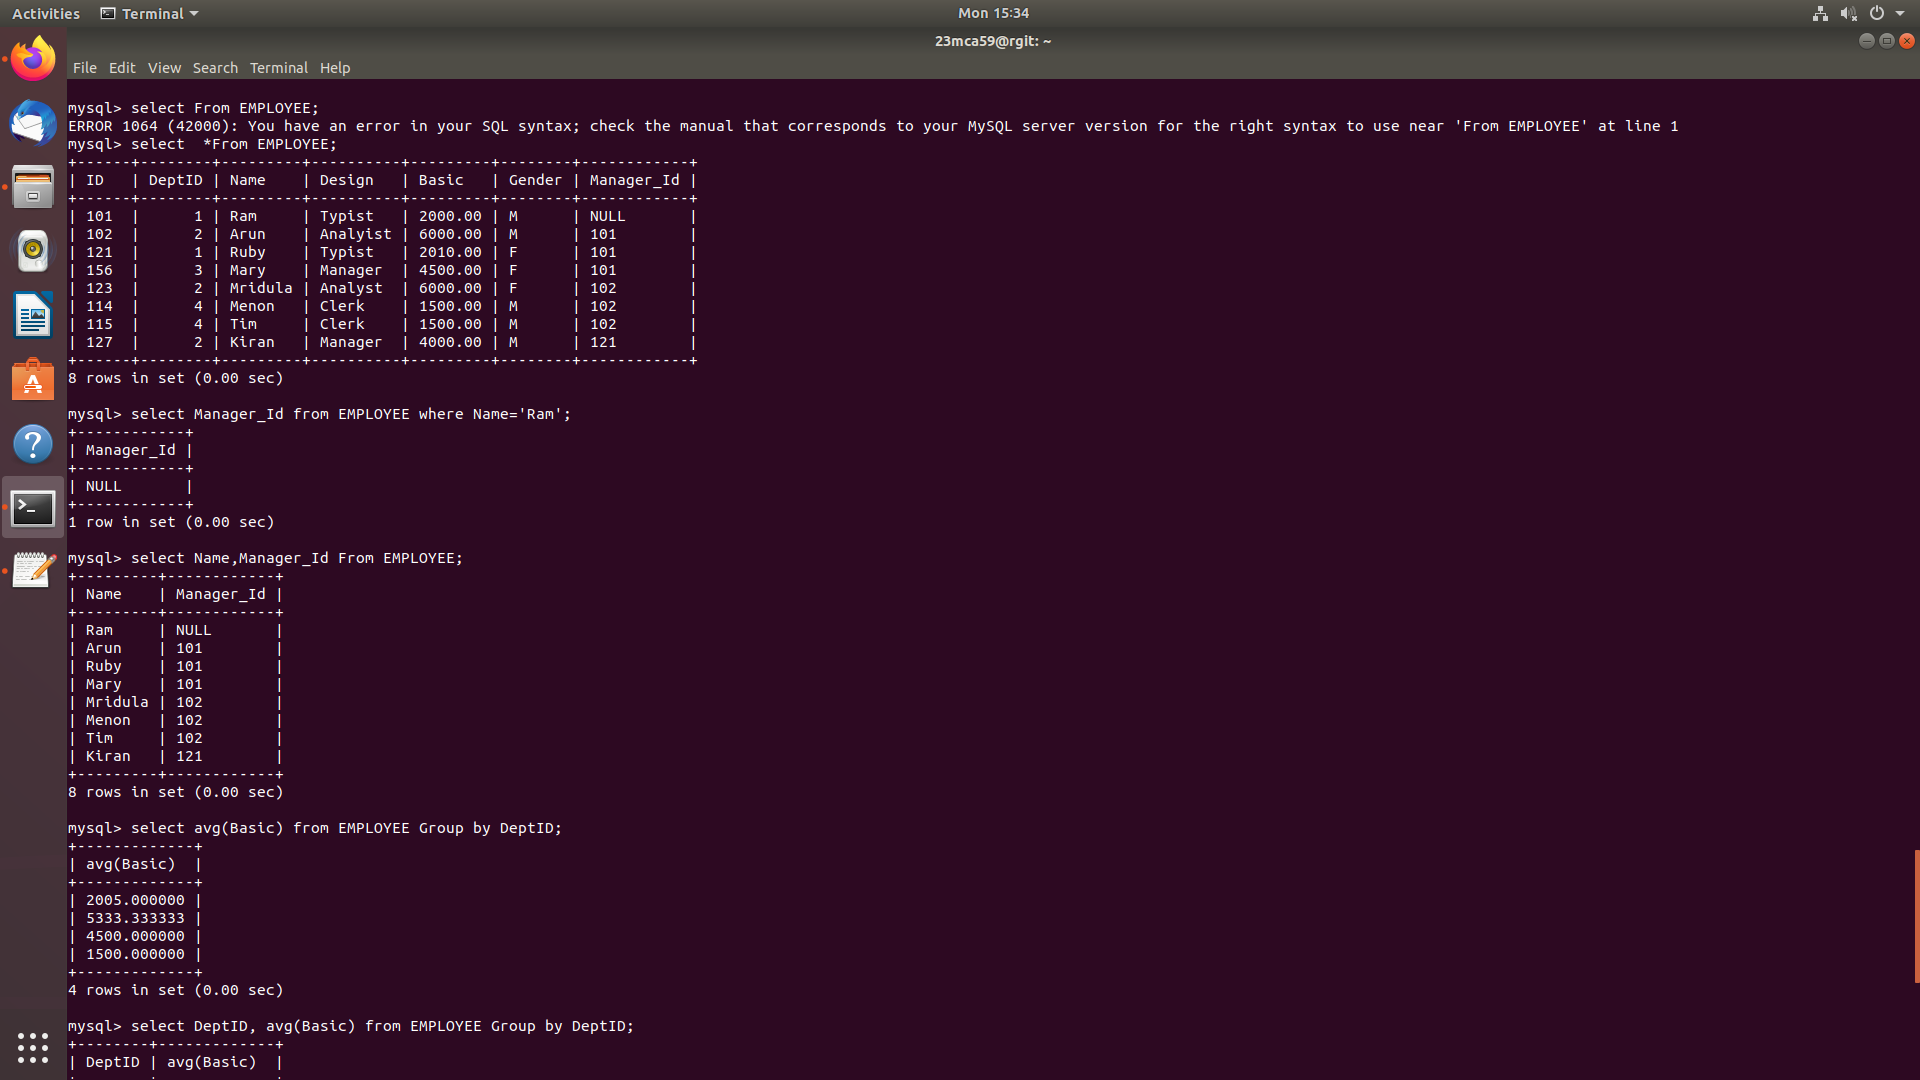 Activities Terminal Mon 15:34
23mca59@rgit: ~
File Edit View Search Terminal Help
mysql> select From EMPLOYEE;
ERROR 1064 (42000): You have an error in your SQL syntax; check the manual that corresponds to your MySQL server version for the right syntax to use near 'From EMPLOYEE' at line 1
mysql> select  *From EMPLOYEE;
+------+--------+---------+----------+---------+--------+------------+
| ID   | DeptID | Name    | Design   | Basic   | Gender | Manager_Id |
+------+--------+---------+----------+---------+--------+------------+
| 101  |      1 | Ram     | Typist   | 2000.00 | M      | NULL       |
| 102  |      2 | Arun    | Analyist | 6000.00 | M      | 101        |
| 121  |      1 | Ruby    | Typist   | 2010.00 | F      | 101        |
| 156  |      3 | Mary    | Manager  | 4500.00 | F      | 101        |
| 123  |      2 | Mridula | Analyst  | 6000.00 | F      | 102        |
| 114  |      4 | Menon   | Clerk    | 1500.00 | M      | 102        |
| 115  |      4 | Tim     | Clerk    | 1500.00 | M      | 102        |
| 127  |      2 | Kiran   | Manager  | 4000.00 | M      | 121        |
+------+--------+---------+----------+---------+--------+------------+
8 rows in set (0.00 sec)
mysql> select Manager_Id from EMPLOYEE where Name='Ram';
+------------+
| Manager_Id |
+------------+
| NULL       |
+------------+
1 row in set (0.00 sec)
mysql> select Name,Manager_Id From EMPLOYEE;
+---------+------------+
| Name    | Manager_Id |
+---------+------------+
| Ram     | NULL       |
| Arun    | 101        |
| Ruby    | 101        |
| Mary    | 101        |
| Mridula | 102        |
| Menon   | 102        |
| Tim     | 102        |
| Kiran   | 121        |
+---------+------------+
8 rows in set (0.00 sec)
mysql> select avg(Basic) from EMPLOYEE Group by DeptID;
+-------------+
| avg(Basic)  |
+-------------+
| 2005.000000 |
| 5333.333333 |
| 4500.000000 |
| 1500.000000 |
+-------------+
4 rows in set (0.00 sec)
mysql> select DeptID, avg(Basic) from EMPLOYEE Group by DeptID;
+--------+-------------+
| DeptID | avg(Basic)  |